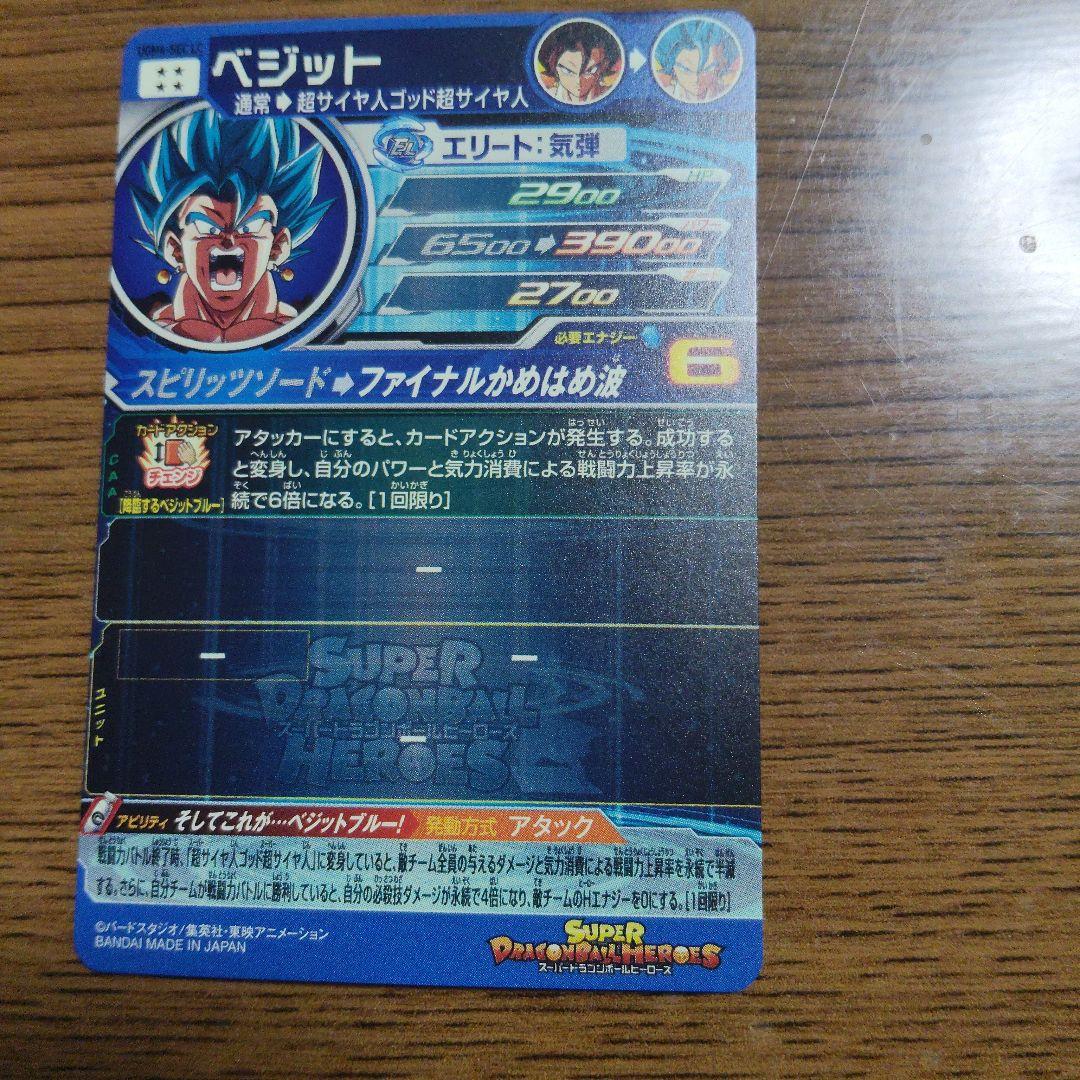 ベジット
通常➡超サイヤ人ゴッド超サイヤ人
EL エリート:気弾
HP
2900
パワー
6500➡39000
ガード
2700
必要エナジー 6
スピリッツソード➡ファイナルかめはめ波
カードアクション
チェンジ
[降臨するベジットブルー]
CAA
アタッカーにすると、カードアクションが発生する。成功する
と変身し、自分のパワーと気力消費による戦闘力上昇率が永
続で6倍になる。[1回限り]
ー
ユニット
ー ー
ー
SUPER
DRAGONBALL
スーパードラゴンボールヒーローズ
HEROES
アビリティ そしてこれが…ベジットブルー! 発動方式 アタック
戦闘力バトル終了時、「超サイヤ人ゴッド超サイヤ人」に変身していると、敵チーム全員の与えるダメージと気力消費による戦闘力上昇率を永続で半減
する。さらに、自分チームが戦闘力バトルに勝利していると、自分の必殺技ダメージが永続で4倍になり、敵チームのHエナジーを0にする。[1回限り]
©バードスタジオ/集英社・東映アニメーション
BANDAI MADE IN JAPAN
SUPER
DRAGONBALL HEROES
スーパードラゴンボールヒーローズ